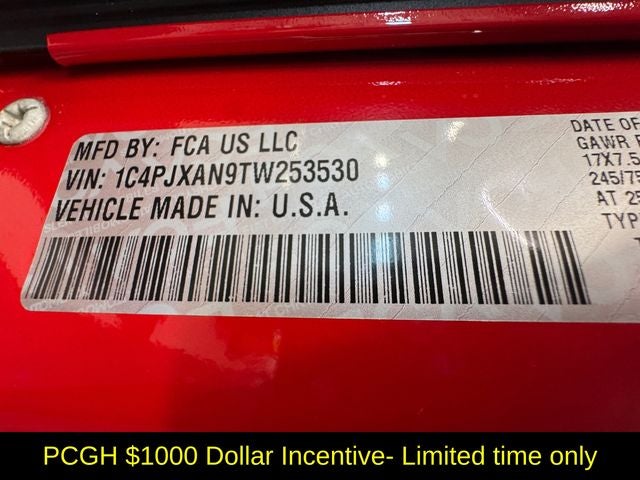 MFD BY: FCA US LLC
VIN: 1C4PJXAN9TW253530
VEHICLE MADE IN: U.S.A.
DATE OF
GAWR
17X7.5
245/75
AT 25
TYP
PCGH $1000 Dollar Incentive- Limited time only